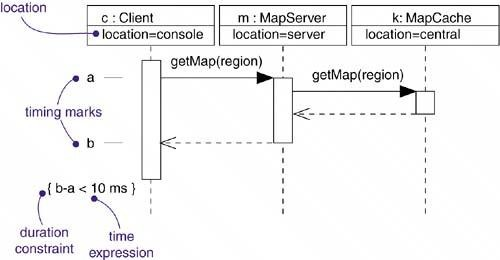 location
c : Client
m : MapServer
k: MapCache
location=console
location=server
location=central
getMap(region)
getMap(region)
a
timing marks
b
{ b-a < 10 ms }
duration
constraint
time
expression